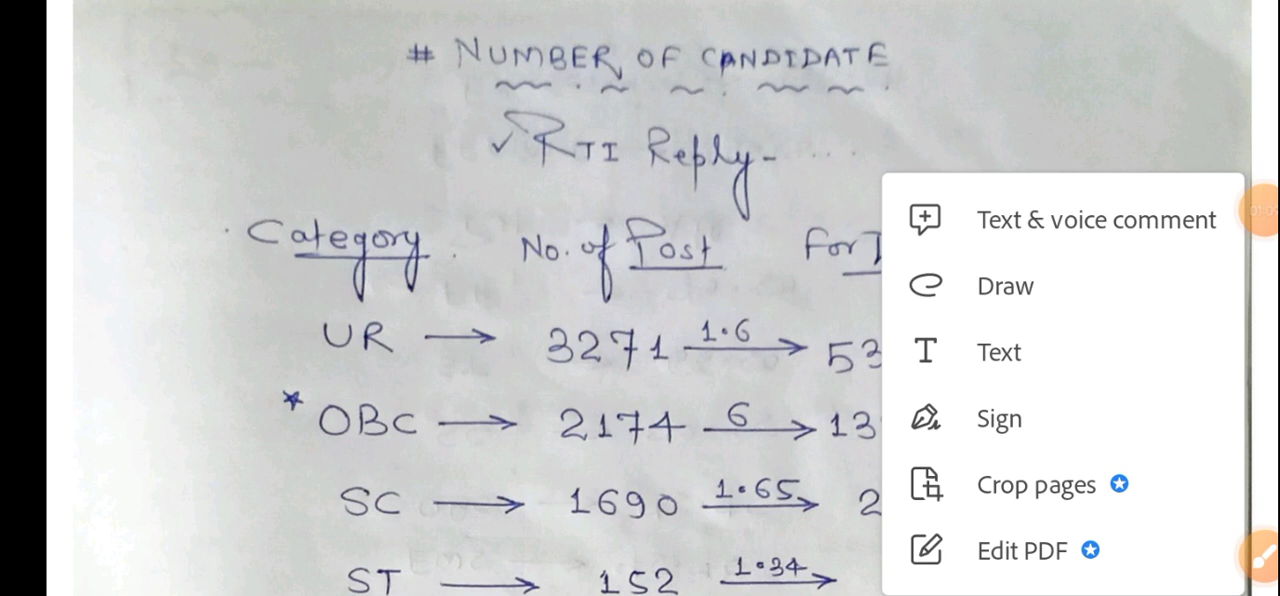 # NUMBER OF CANDIDATE
✓ RTI Reply-
Category No. of Post For
UR → 3271 1.6 → 53
* OBC → 2174 6 → 13
SC → 1690 1.65 → 2
ST → 152 1.34 →
Text & voice comment
Draw
Text
Sign
Crop pages
Edit PDF